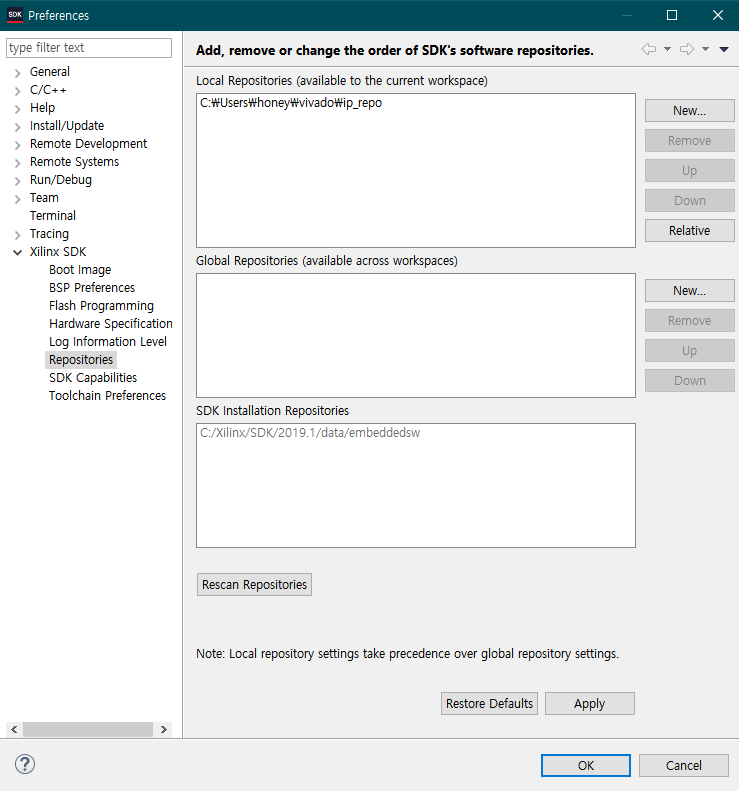 SDK Preferences
type filter text
Add, remove or change the order of SDK's software repositories.
General
C/C++
Help
Install/Update
Remote Development
Remote Systems
Run/Debug
Team
Terminal
Tracing
Xilinx SDK
Boot Image
BSP Preferences
Flash Programming
Hardware Specification
Log Information Level
Repositories
SDK Capabilities
Toolchain Preferences
Local Repositories (available to the current workspace)
C:₩Users₩honey₩vivado₩ip_repo
New...
Remove
Up
Down
Relative
Global Repositories (available across workspaces)
New...
Remove
Up
Down
SDK Installation Repositories
C:/Xilinx/SDK/2019.1/data/embeddedsw
Rescan Repositories
Note: Local repository settings take precedence over global repository settings.
Restore Defaults Apply
OK Cancel